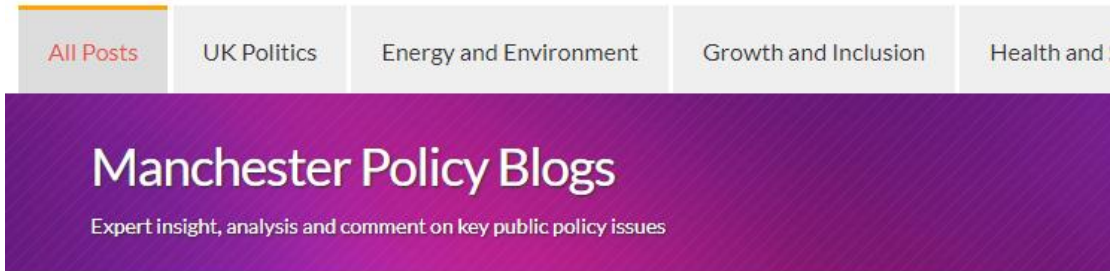 All Posts UK Politics Energy and Environment Growth and Inclusion Health and
Manchester Policy Blogs
Expert insight, analysis and comment on key public policy issues